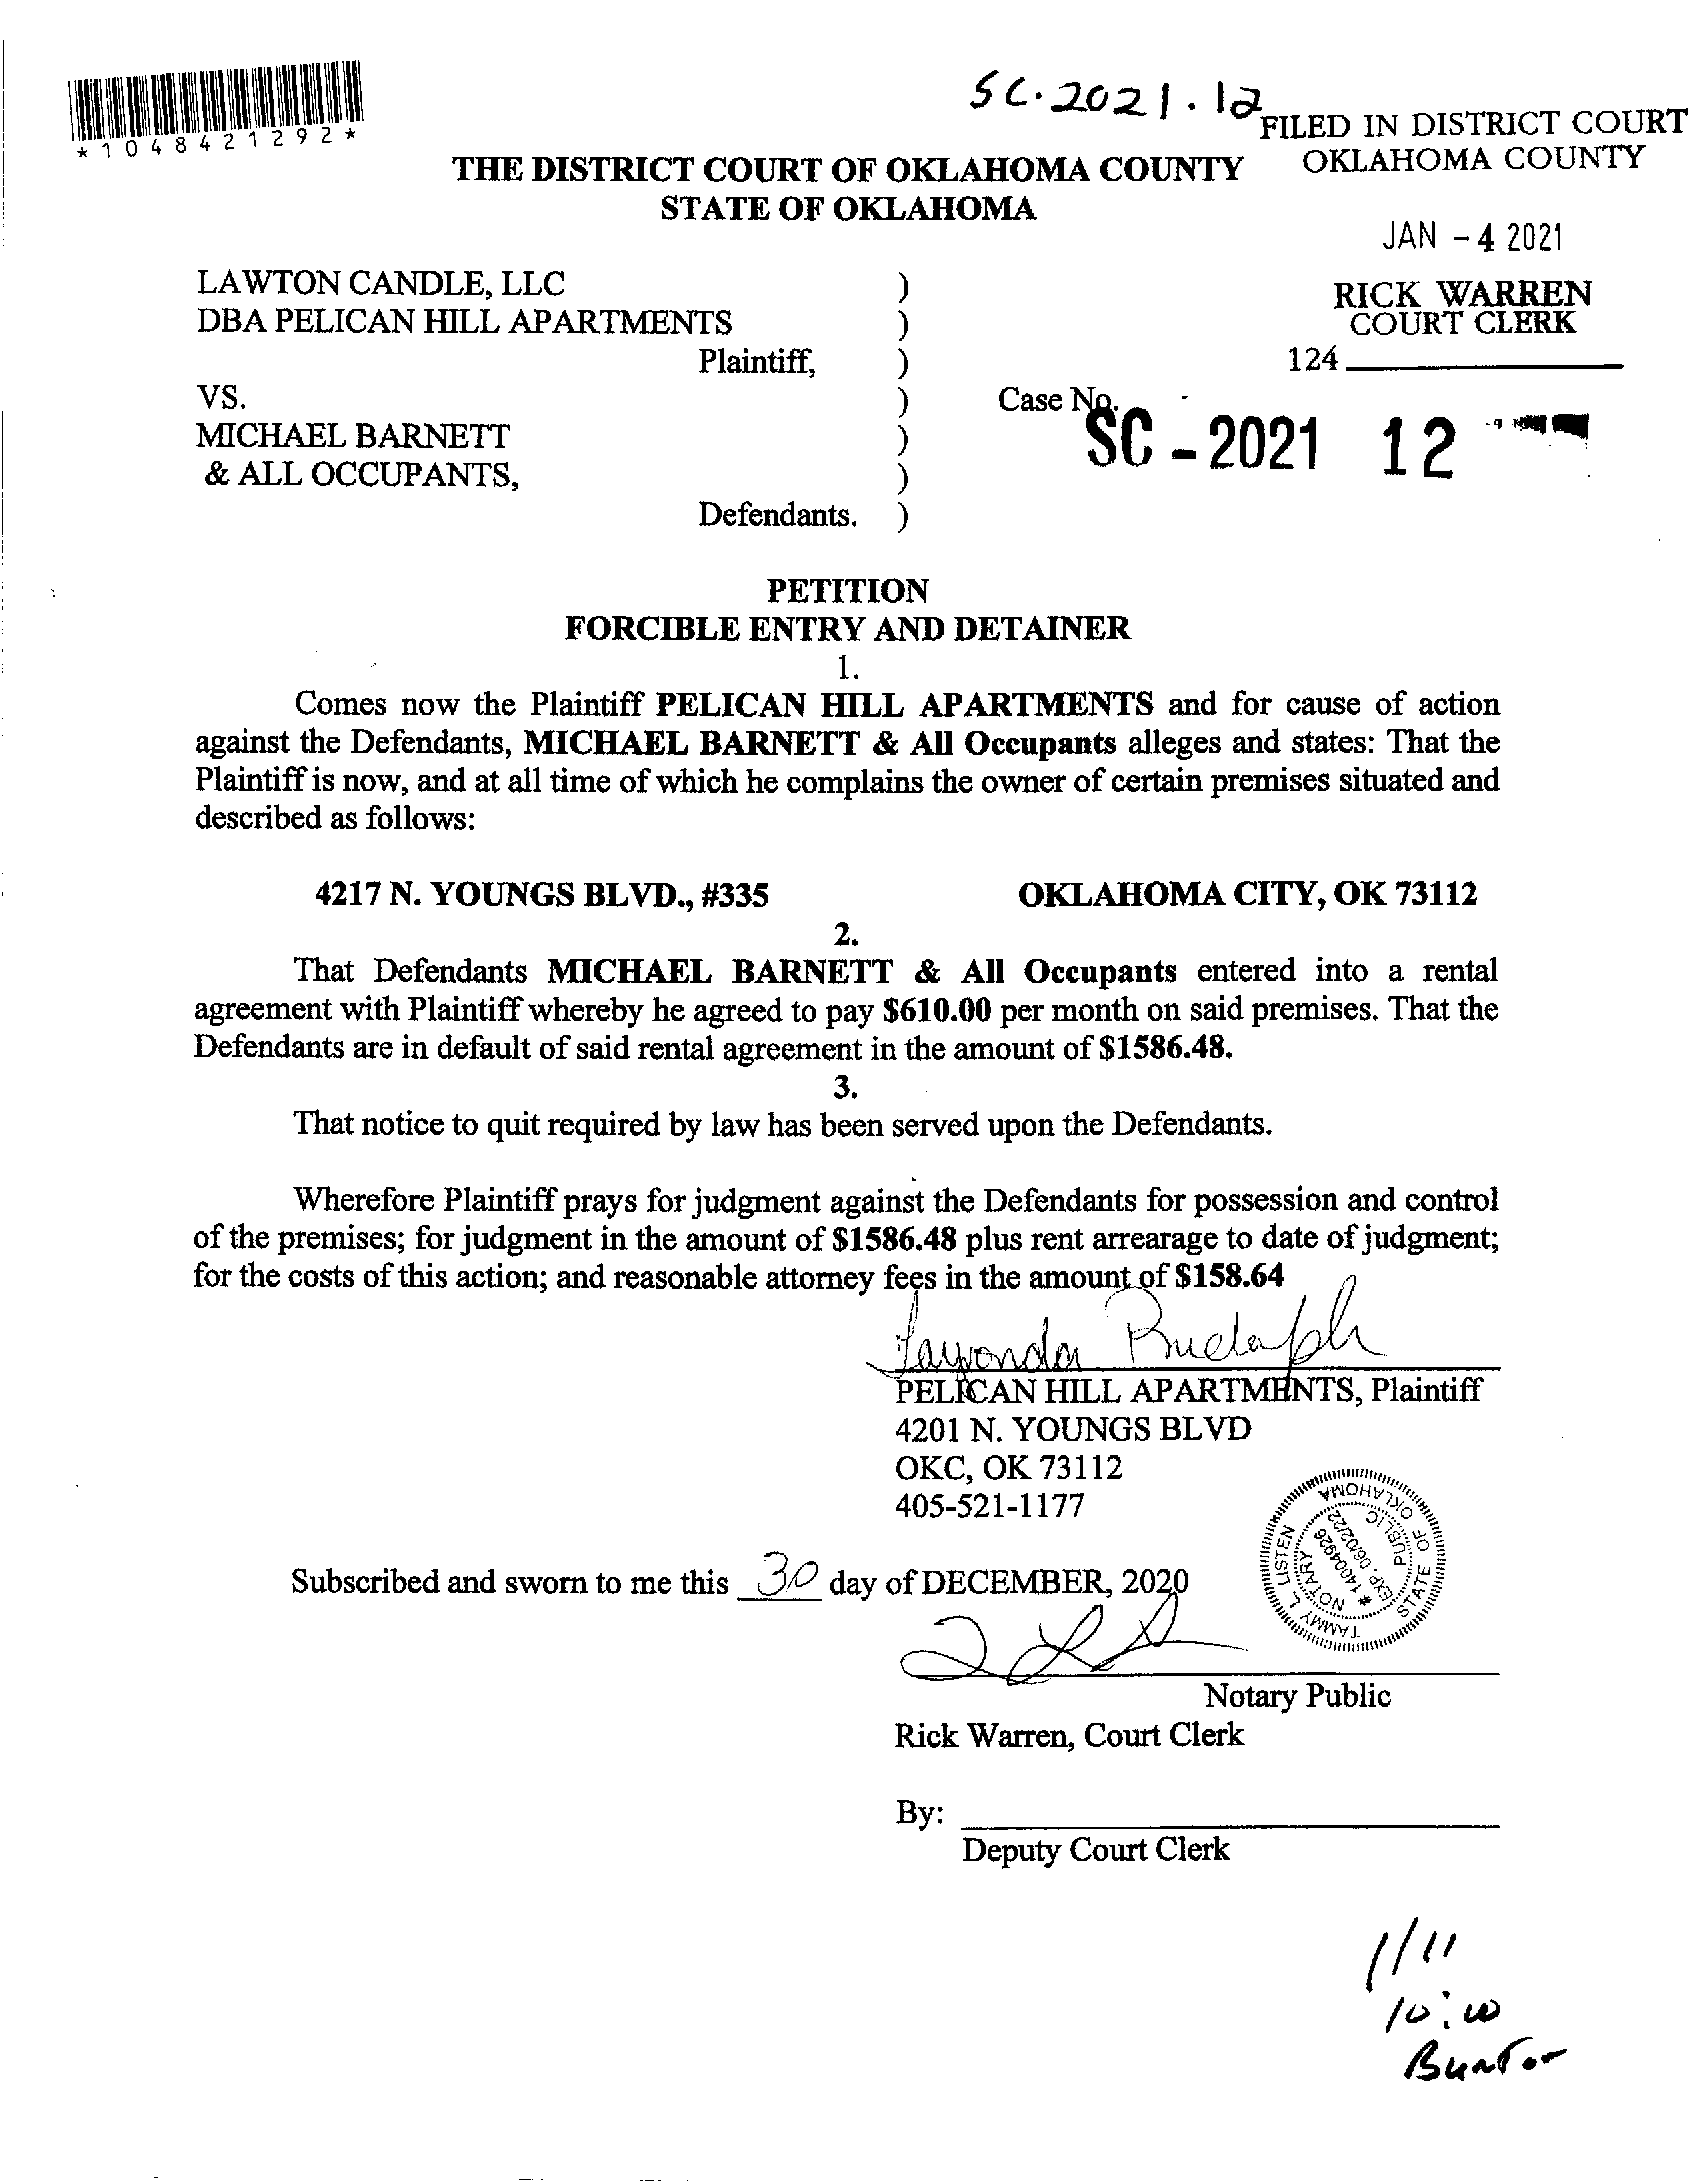 *1048421292*
SC.2021.12
FILED IN DISTRICT COURT
OKLAHOMA COUNTY
THE DISTRICT COURT OF OKLAHOMA COUNTY
STATE OF OKLAHOMA
JAN -4 2021
RICK WARREN
COURT CLERK
124
LAWTON CANDLE, LLC )
DBA PELICAN HILL APARTMENTS )
Plaintiff, )
VS. ) Case No.
SC - 2021 12
MICHAEL BARNETT )
& ALL OCCUPANTS, )
Defendants. )
PETITION
FORCIBLE ENTRY AND DETAINER
1.
Comes now the Plaintiff PELICAN HILL APARTMENTS and for cause of action
against the Defendants, MICHAEL BARNETT & All Occupants alleges and states: That the
Plaintiff is now, and at all time of which he complains the owner of certain premises situated and
described as follows:
4217 N. YOUNGS BLVD., #335 OKLAHOMA CITY, OK 73112
2.
That Defendants MICHAEL BARNETT & All Occupants entered into a rental
agreement with Plaintiff whereby he agreed to pay $610.00 per month on said premises. That the
Defendants are in default of said rental agreement in the amount of $1586.48.
3.
That notice to quit required by law has been served upon the Defendants.
Wherefore Plaintiff prays for judgment against the Defendants for possession and control
of the premises; for judgment in the amount of $1586.48 plus rent arrearage to date of judgment;
for the costs of this action; and reasonable attorney fees in the amount of $158.64
PELICAN HILL APARTMENTS, Plaintiff
4201 N. YOUNGS BLVD
OKC, OK 73112
405-521-1177
TAMMY L. LISTEN
STATE OF OKLAHOMA
NOTARY PUBLIC
# 14004926
EXP. 06/02/22
Subscribed and sworn to me this 30 day of DECEMBER, 2020
Notary Public
Rick Warren, Court Clerk
By:
Deputy Court Clerk
1/11
10:00
Bunter